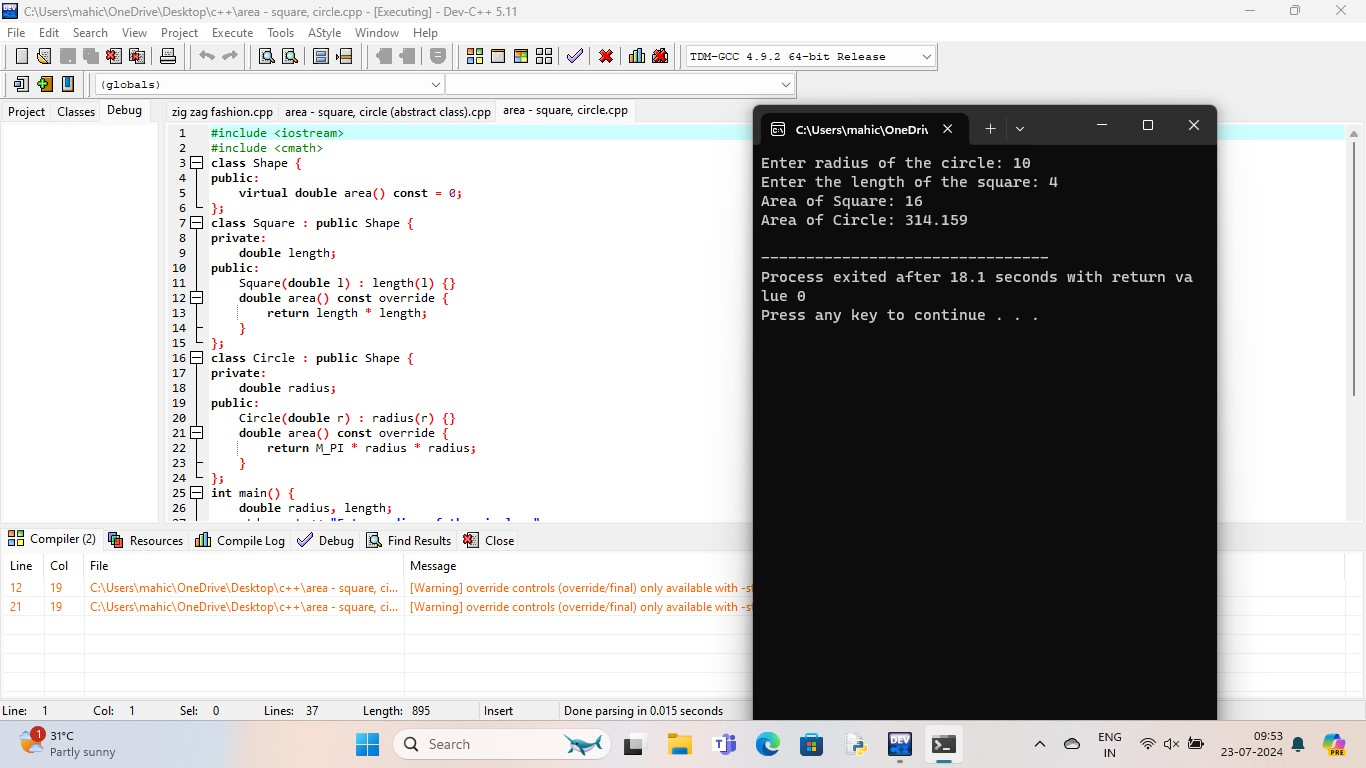 C:\Users\mahic\OneDrive\Desktop\c++\area - square, circle.cpp - [Executing] - Dev-C++ 5.11
File Edit Search View Project Execute Tools AStyle Window Help
TDM-GCC 4.9.2 64-bit Release
(globals)
Project Classes Debug
zig zag fashion.cpp area - square, circle (abstract class).cpp area - square, circle.cpp
1 #include <iostream>
2 #include <cmath>
3 class Shape {
4 public:
5 virtual double area() const = 0;
6 };
7 class Square : public Shape {
8 private:
9 double length;
10 public:
11 Square(double l) : length(l) {}
12 double area() const override {
13 return length * length;
14 }
15 };
16 class Circle : public Shape {
17 private:
18 double radius;
19 public:
20 Circle(double r) : radius(r) {}
21 double area() const override {
22 return M_PI * radius * radius;
23 }
24 };
25 int main() {
26 double radius, length;
C:\Users\mahic\OneDri
Enter radius of the circle: 10
Enter the length of the square: 4
Area of Square: 16
Area of Circle: 314.159
--------------------------------
Process exited after 18.1 seconds with return va
lue 0
Press any key to continue . . .
Compiler (2) Resources Compile Log Debug Find Results Close
Line Col File Message
12 19 C:\Users\mahic\OneDrive\Desktop\c++\area - square, ci... [Warning] override controls (override/final) only available with -st
21 19 C:\Users\mahic\OneDrive\Desktop\c++\area - square, ci... [Warning] override controls (override/final) only available with -st
Line: 1 Col: 1 Sel: 0 Lines: 37 Length: 895 Insert Done parsing in 0.015 seconds
1
31°C
Partly sunny
Search
DEV
ENG
IN
09:53
23-07-2024
PRE